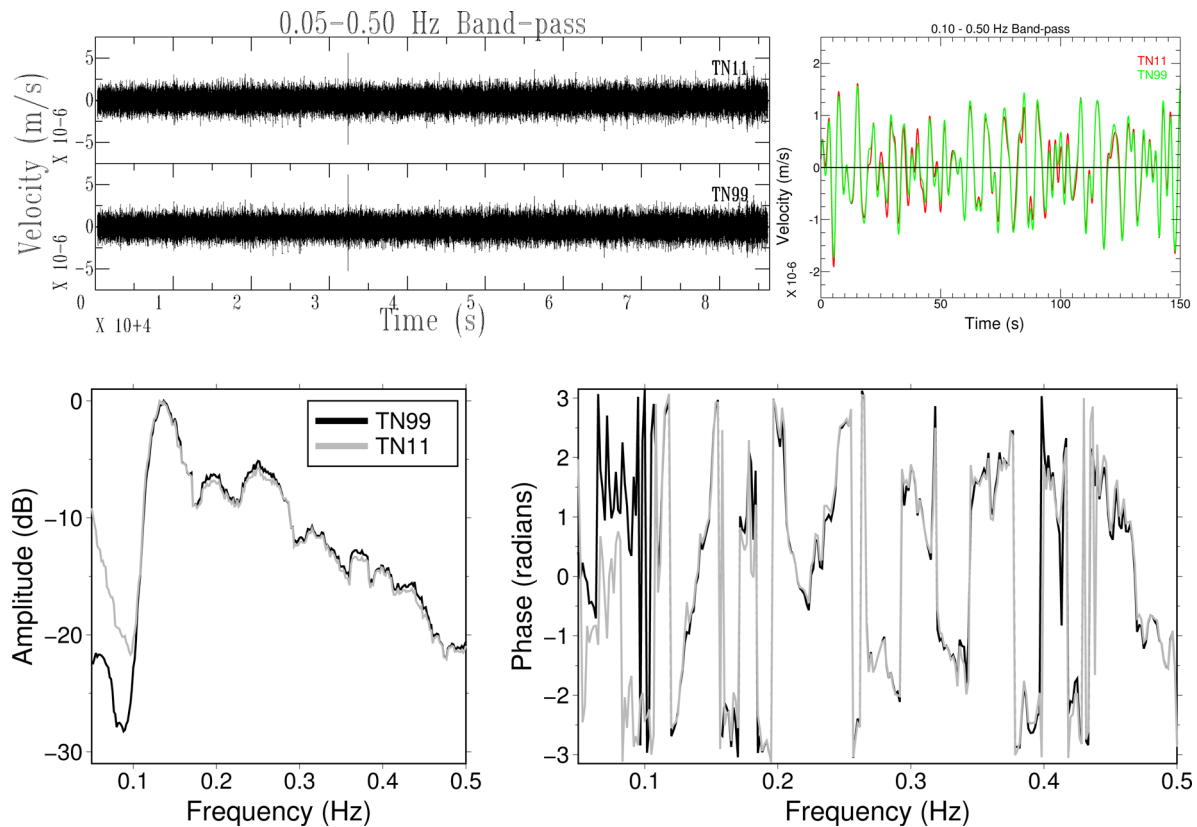 0.05-0.50 Hz Band-pass
Velocity (m/s)
X 10-6
X 10-6
5
0
-5
TN11
5
0
-5
TN99
0 1 2 3 4 5 6 7 8
X 10+4
Time (s)
0.10 - 0.50 Hz Band-pass
TN11
TN99
Velocity (m/s)
X 10-6
2
1
0
-1
-2
0 50 100 150
Time (s)
Amplitude (dB)
0
−10
−20
−30
TN99
TN11
0.1 0.2 0.3 0.4 0.5
Frequency (Hz)
Phase (radians)
3
2
1
0
−1
−2
−3
0.1 0.2 0.3 0.4 0.5
Frequency (Hz)